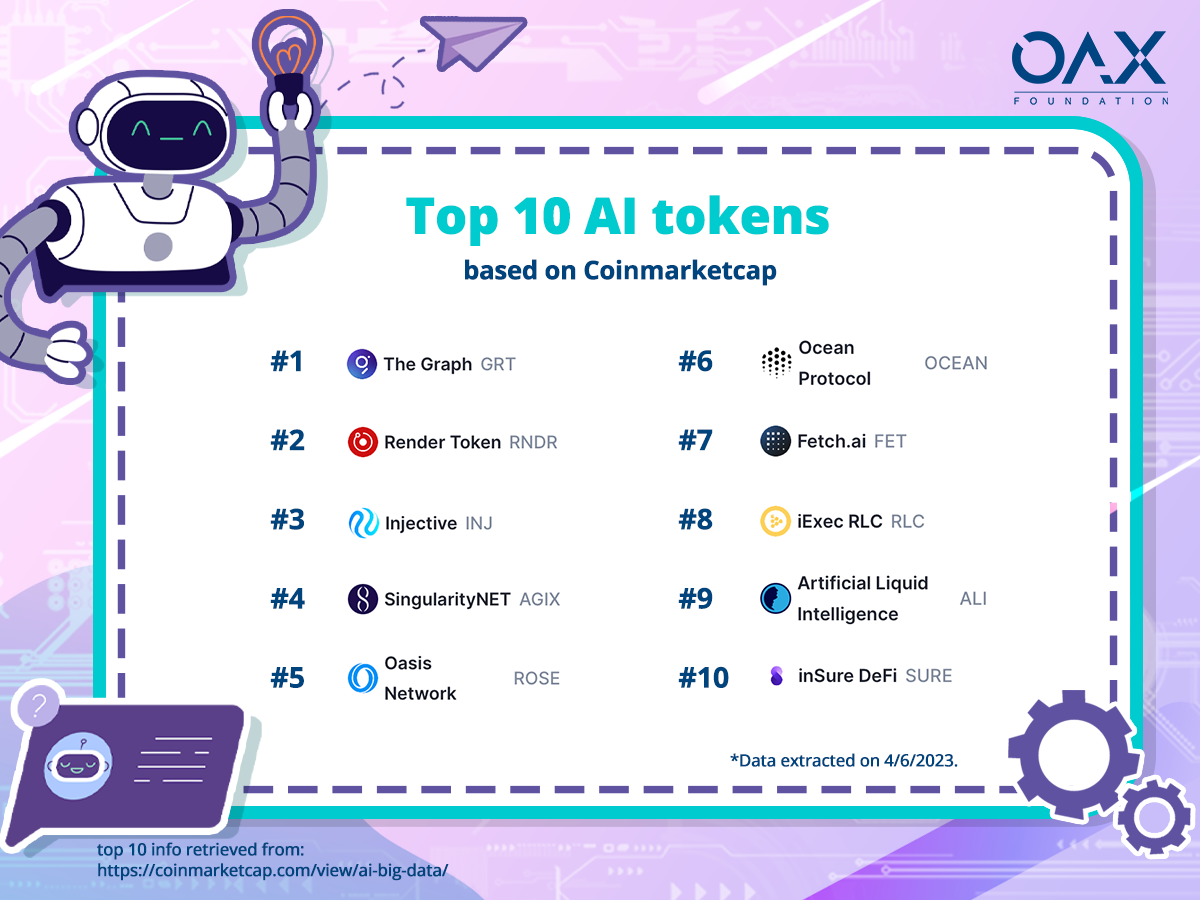 OAX
FOUNDATION
Top 10 AI tokens
based on Coinmarketcap
#1 The Graph GRT
#2 Render Token RNDR
#3 Injective INJ
#4 SingularityNET AGIX
#5 Oasis
Network ROSE
#6 Ocean
Protocol OCEAN
#7 Fetch.ai FET
#8 iExec RLC RLC
#9 Artificial Liquid
Intelligence ALI
#10 inSure DeFi SURE
*Data extracted on 4/6/2023.
?
top 10 info retrieved from:
https://coinmarketcap.com/view/ai-big-data/